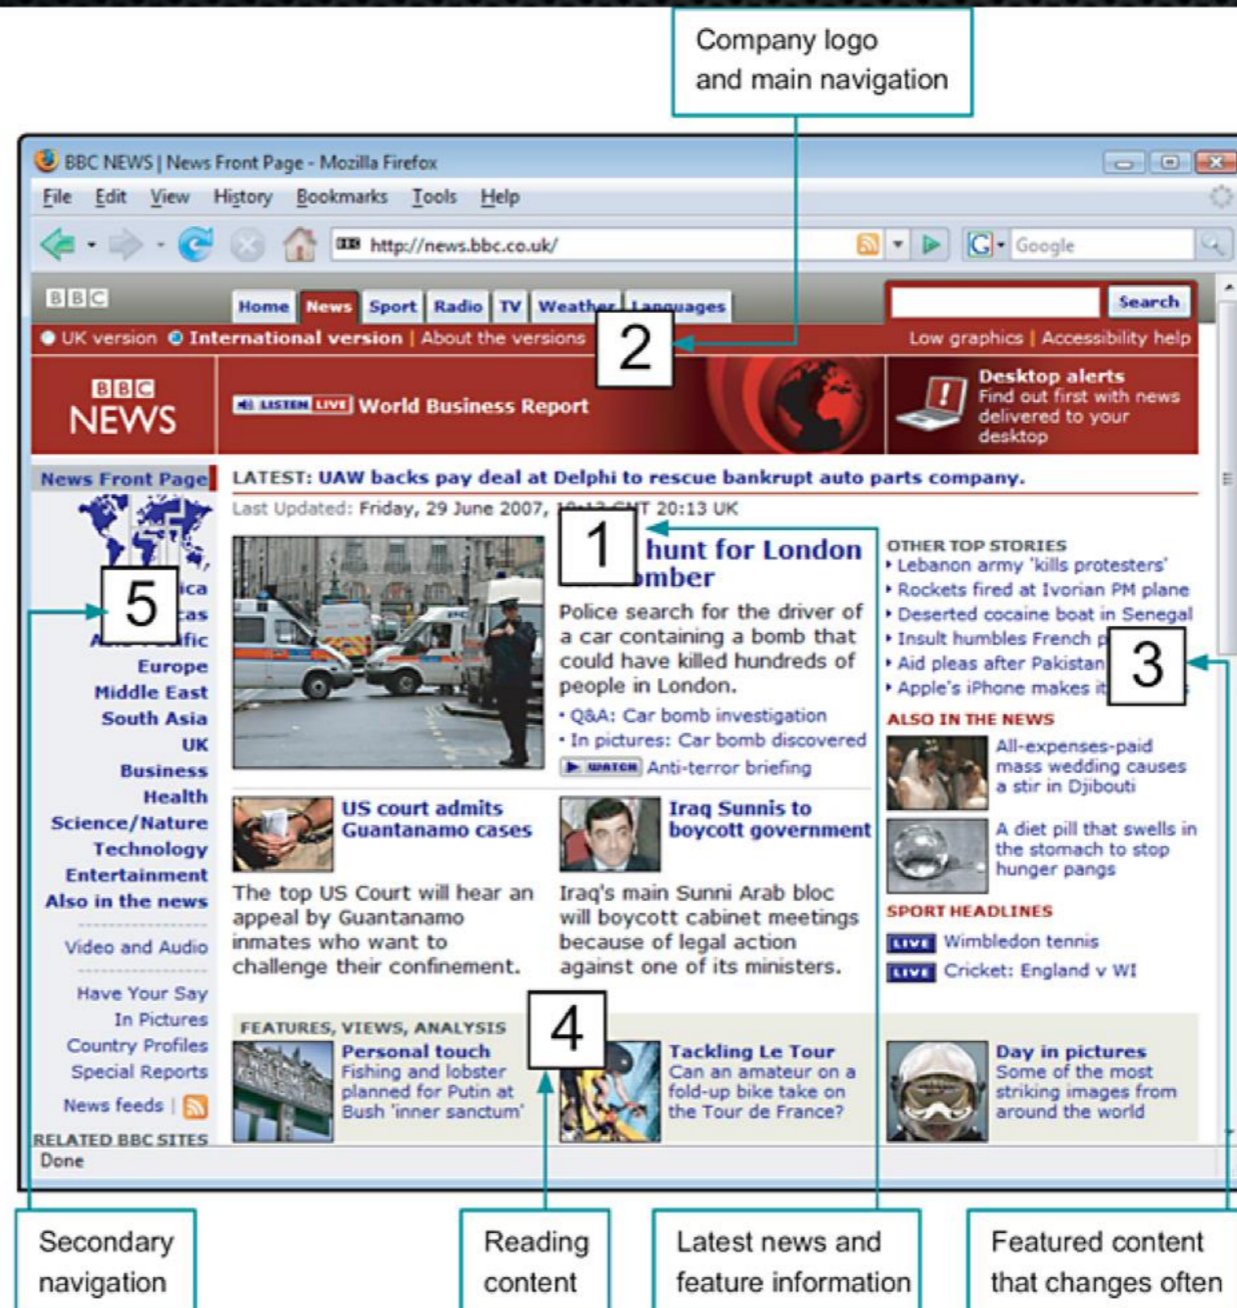 Company logo
and main navigation
BBC NEWS | News Front Page - Mozilla Firefox
File Edit View History Bookmarks Tools Help
http://news.bbc.co.uk/
G Google
BBC
Home News Sport Radio TV Weather Languages
Search
UK version International version | About the versions
Low graphics | Accessibility help
2
BBC
NEWS
LISTEN LIVE World Business Report
Desktop alerts
Find out first with news
delivered to your
desktop
News Front Page
LATEST: UAW backs pay deal at Delphi to rescue bankrupt auto parts company.
Last Updated: Friday, 29 June 2007, GMT 20:13 UK
1
hunt for London
Police search for the driver of
a car containing a bomb that
could have killed hundreds of
people in London.
• Q&A: Car bomb investigation
• In pictures: Car bomb discovered
WATCH Anti-terror briefing
OTHER TOP STORIES
Lebanon army 'kills protesters'
Rockets fired at Ivorian PM plane
Deserted cocaine boat in Senegal
Insult humbles French
Aid pleas after Pakistan
Apple's iPhone makes
3
ALSO IN THE NEWS
All-expenses-paid
mass wedding causes
a stir in Djibouti
A diet pill that swells in
the stomach to stop
hunger pangs
SPORT HEADLINES
LIVE Wimbledon tennis
LIVE Cricket: England v WI
5
Europe
Middle East
South Asia
UK
Business
Health
Science/Nature
Technology
Entertainment
Also in the news
Video and Audio
Have Your Say
In Pictures
Country Profiles
Special Reports
News feeds |
RELATED BBC SITES
US court admits
Guantanamo cases
The top US Court will hear an
appeal by Guantanamo
inmates who want to
challenge their confinement.
Iraq Sunnis to
boycott government
Iraq's main Sunni Arab bloc
will boycott cabinet meetings
because of legal action
against one of its ministers.
4
FEATURES, VIEWS, ANALYSIS
Personal touch
Fishing and lobster
planned for Putin at
Bush 'inner sanctum'
Tackling Le Tour
Can an amateur on a
fold-up bike take on
the Tour de France?
Day in pictures
Some of the most
striking images from
around the world
Done
Secondary
navigation
Reading
content
Latest news and
feature information
Featured content
that changes often